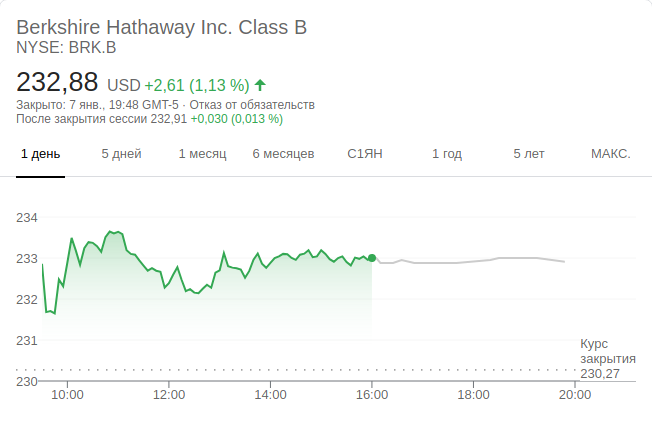 Berkshire Hathaway Inc. Class B
NYSE: BRK.B
232,88 USD +2,61 (1,13 %)
Закрыто: 7 янв., 19:48 GMT-5 · Отказ от обязательств
После закрытия сессии 232,91 +0,030 (0,013 %)
1 день 5 дней 1 месяц 6 месяцев С1ЯН 1 год 5 лет МАКС.
234
233
232
231
Курс
закрытия
230,27
230
10:00 12:00 14:00 16:00 18:00 20:00